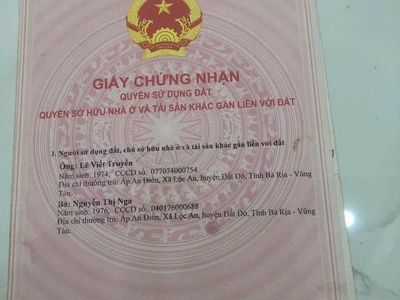 GIẤY CHỨNG NHẬN
QUYỀN SỬ DỤNG ĐẤT
QUYỀN SỞ HỮU NHÀ Ở VÀ TÀI SẢN KHÁC GẮN LIỀN VỚI ĐẤT
I. Người sử dụng đất, chủ sở hữu nhà ở và tài sản khác gắn liền với đất
Ông: Lê Viết Truyền
Năm sinh: 1974, CCCD số: 077074000754
Địa chỉ thường trú: Ấp An Điền, Xã Lộc An, huyện Đất Đỏ, Tỉnh Bà Rịa - Vũng
Tàu.
Bà: Nguyễn Thị Nga
Năm sinh: 1976, CCCD số: 040176000688
Địa chỉ thường trú: Ấp An Điền, Xã Lộc An, huyện Đất Đỏ, Tỉnh Bà Rịa - Vũng
Tàu.